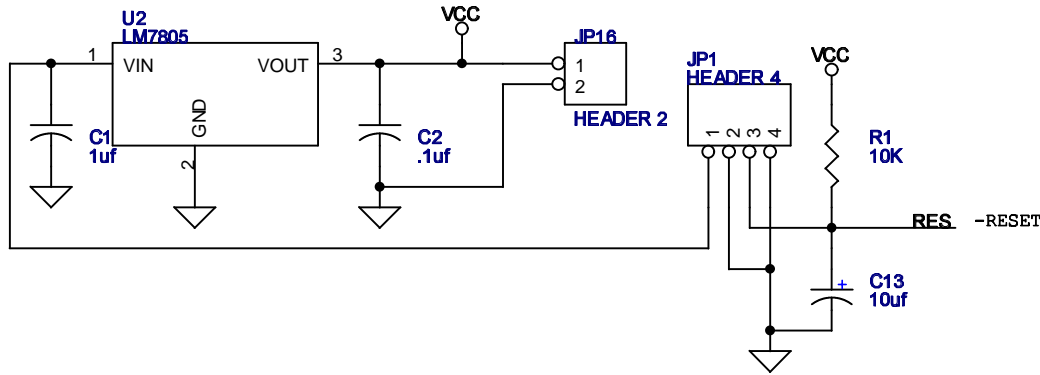 U2
LM7805
1
VIN
VOUT
3
GND
2
C1
1uf
C2
.1uf
VCC
JP16
1
2
HEADER 2
JP1
HEADER 4
1 2 3 4
VCC
R1
10K
RES -RESET
+
C13
10uf